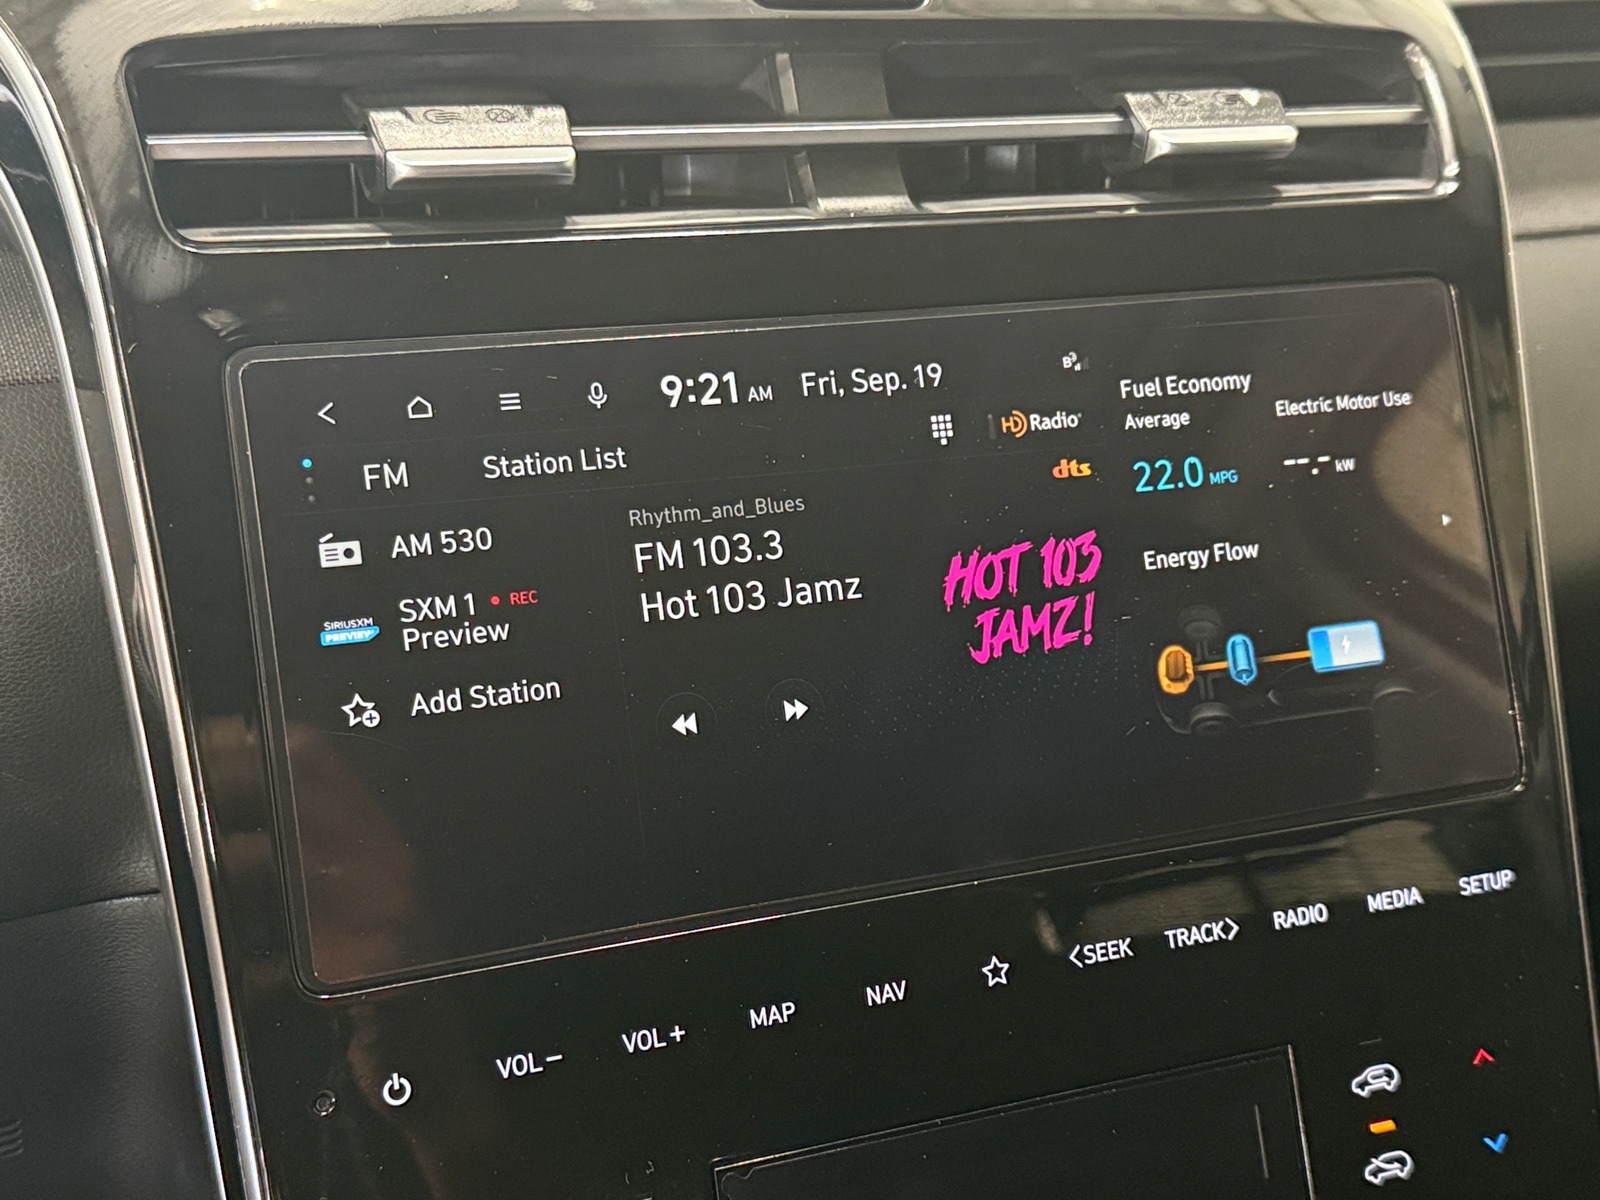 9:21 AM Fri, Sep. 19
FM
Station List
HD Radio
dts
AM 530
SIRIUSXM
PREVIEW
SXM 1 • REC
Preview
Add Station
Rhythm_and_Blues
FM 103.3
Hot 103 Jamz
HOT 103
JAMZ!
Fuel Economy
Average
22.0 MPG
Electric Motor Use
--.- kW
Energy Flow
VOL−
VOL+
MAP
NAV
<SEEK
TRACK>
RADIO
MEDIA
SETUP